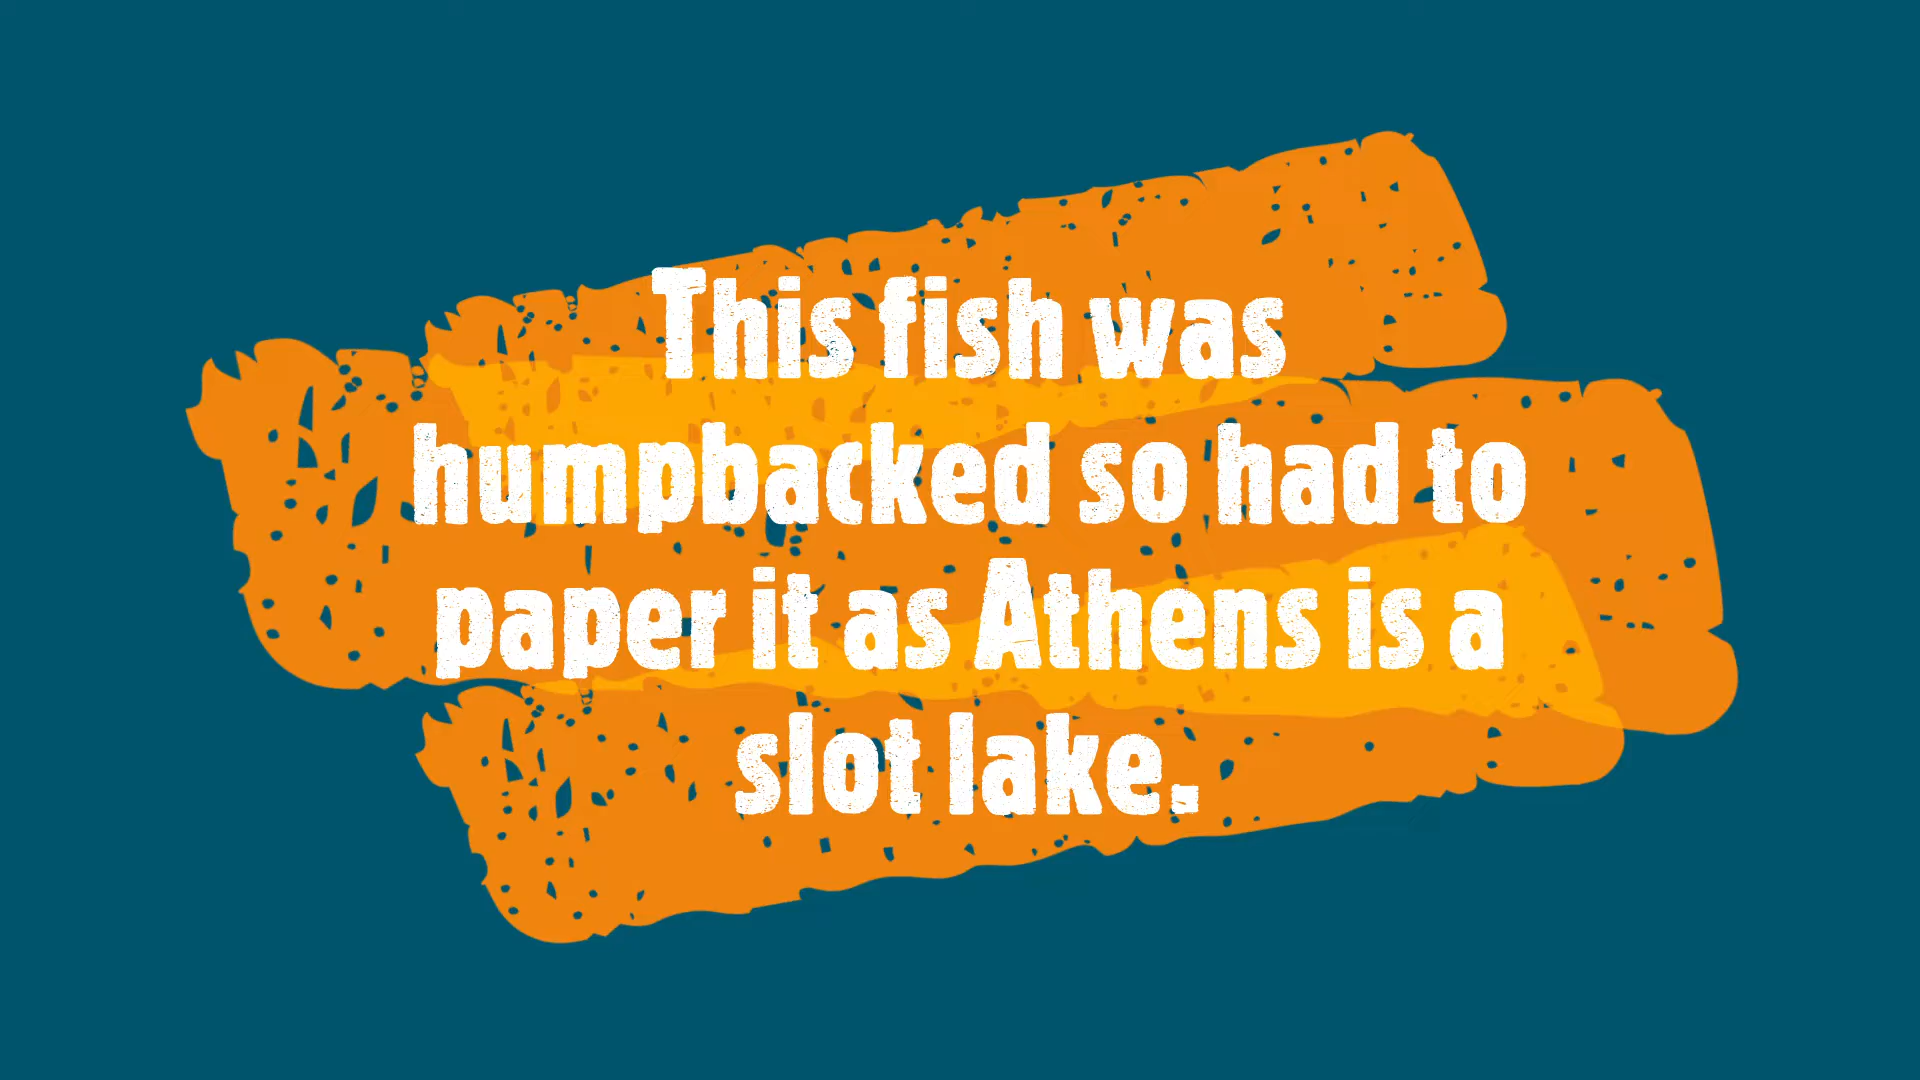 This fish was
humpbacked so had to
paper it as Athens is a
slot lake.